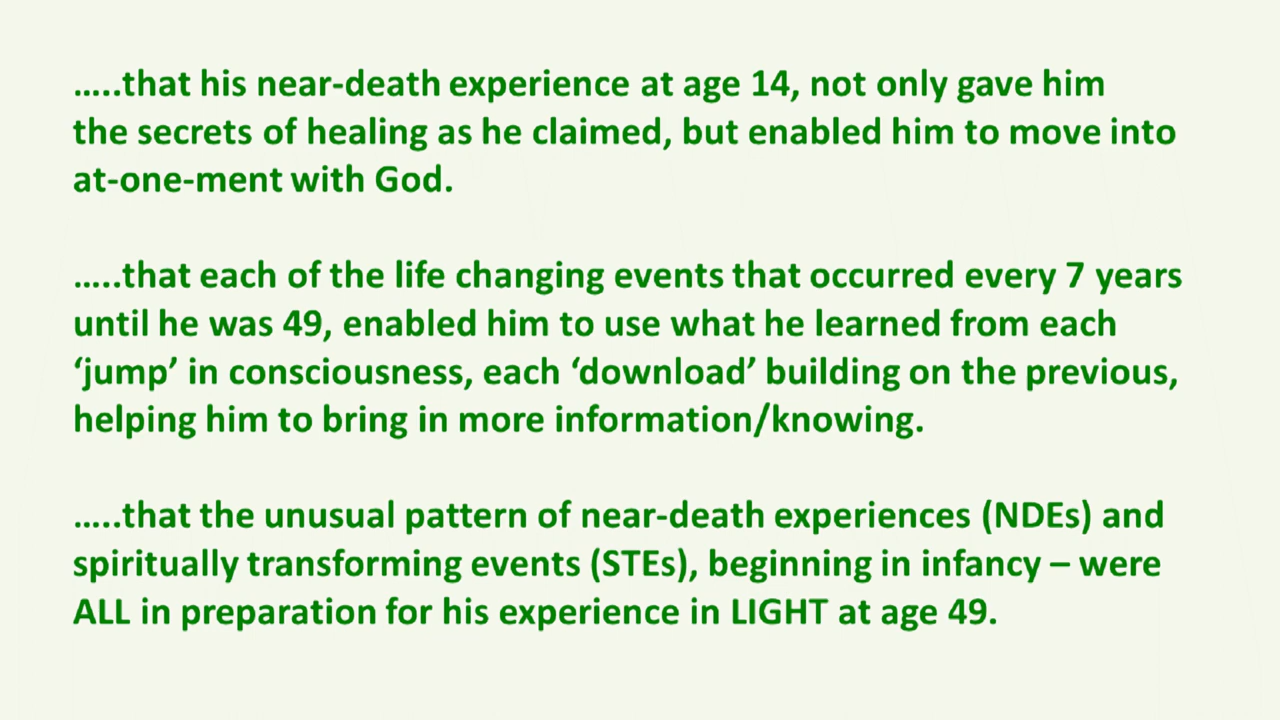 …..that his near-death experience at age 14, not only gave him
the secrets of healing as he claimed, but enabled him to move into
at-one-ment with God.
…..that each of the life changing events that occurred every 7 years
until he was 49, enabled him to use what he learned from each
‘jump’ in consciousness, each ‘download’ building on the previous,
helping him to bring in more information/knowing.
…..that the unusual pattern of near-death experiences (NDEs) and
spiritually transforming events (STEs), beginning in infancy – were
ALL in preparation for his experience in LIGHT at age 49.